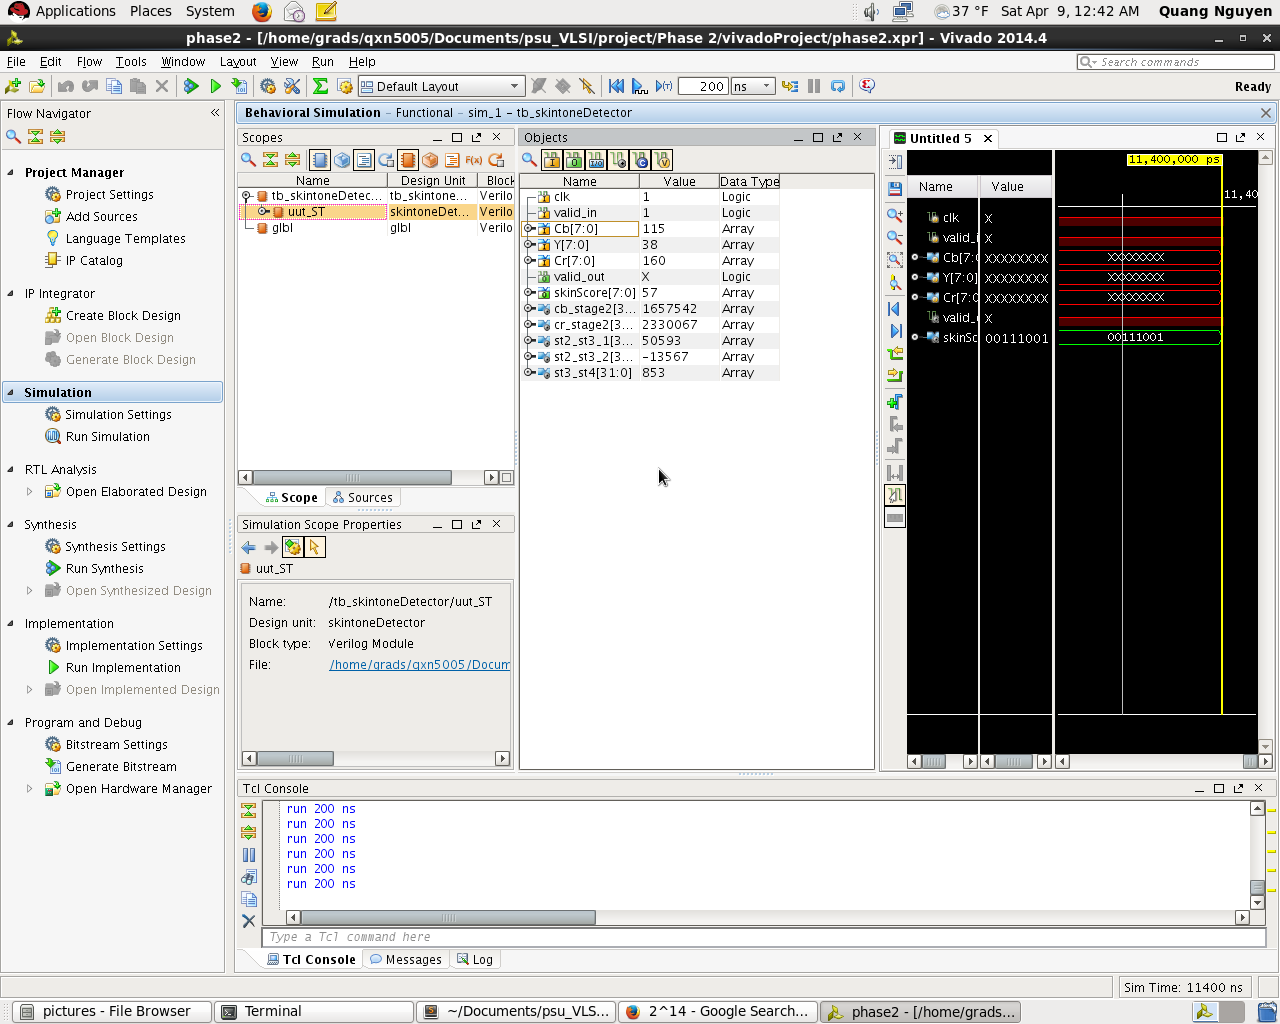 Applications Places System 37 °F Sat Apr 9, 12:42 AM Quang Nguyen
phase2 - [/home/grads/qxn5005/Documents/psu_VLSI/project/Phase 2/vivadoProject/phase2.xpr] - Vivado 2014.4
File Edit Flow Tools Window Layout View Run Help Search commands
Default Layout 200 ns Ready
Flow Navigator
Project Manager
Project Settings
Add Sources
Language Templates
IP Catalog
IP Integrator
Create Block Design
Open Block Design
Generate Block Design
Simulation
Simulation Settings
Run Simulation
RTL Analysis
Open Elaborated Design
Synthesis
Synthesis Settings
Run Synthesis
Open Synthesized Design
Implementation
Implementation Settings
Run Implementation
Open Implemented Design
Program and Debug
Bitstream Settings
Generate Bitstream
Open Hardware Manager
Behavioral Simulation - Functional - sim_1 - tb_skintoneDetector
Scopes
Name Design Unit Block
tb_skintoneDetec... tb_skintone... Verilo
uut_ST skintoneDet... Verilo
glbl glbl Verilo
Scope Sources
Simulation Scope Properties
uut_ST
Name: /tb_skintoneDetector/uut_ST
Design unit: skintoneDetector
Block type: Verilog Module
File: /home/grads/qxn5005/Docum
Objects
Name Value Data Type
clk 1 Logic
valid_in 1 Logic
Cb[7:0] 115 Array
Y[7:0] 38 Array
Cr[7:0] 160 Array
valid_out X Logic
skinScore[7:0] 57 Array
cb_stage2[3... 1657542 Array
cr_stage2[3... 2330067 Array
st2_st3_1[3... 50593 Array
st2_st3_2[3... -13567 Array
st3_st4[31:0] 853 Array
Untitled 5
11,400,000 ps
Name Value 11,40
clk X
valid_i X
Cb[7:0 XXXXXXXX XXXXXXXX
Y[7:0] XXXXXXXX XXXXXXXX
Cr[7:0 XXXXXXXX XXXXXXXX
valid_ X
skinSc 00111001 00111001
Tcl Console
run 200 ns
run 200 ns
run 200 ns
run 200 ns
run 200 ns
run 200 ns
Type a Tcl command here
Tcl Console Messages Log
Sim Time: 11400 ns
pictures - File Browser Terminal ~/Documents/psu_VLS... 2^14 - Google Search... phase2 - [/home/grads...